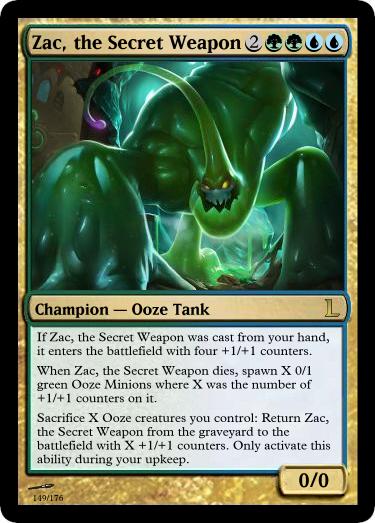 Zac, the Secret Weapon 2
Champion — Ooze Tank L
If Zac, the Secret Weapon was cast from your hand,
it enters the battlefield with four +1/+1 counters.
When Zac, the Secret Weapon dies, spawn X 0/1
green Ooze Minions where X was the number of
+1/+1 counters on it.
Sacrifice X Ooze creatures you control: Return Zac,
the Secret Weapon from the graveyard to the
battlefield with X +1/+1 counters. Only activate this
ability during your upkeep.
0/0
149/176